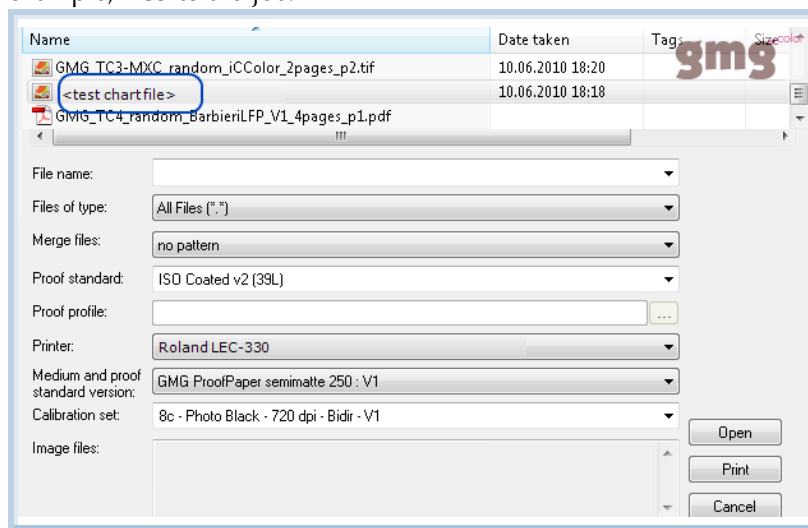 Name Date taken Tags Size
gmg color
GMG_TC3-MXC_random_iCColor_2pages_p2.tif 10.06.2010 18:20
<test chart file> 10.06.2010 18:18
GMG_TC4_random_BarbieriLFP_V1_4pages_p1.pdf
File name:
Files of type: All Files (*.*)
Merge files: no pattern
Proof standard: ISO Coated v2 (39L)
Proof profile: ...
Printer: Roland LEC-330
Medium and proof
standard version: GMG ProofPaper semimatte 250 : V1
Calibration set: 8c - Photo Black - 720 dpi - Bidir - V1
Image files:
Open
Print
Cancel